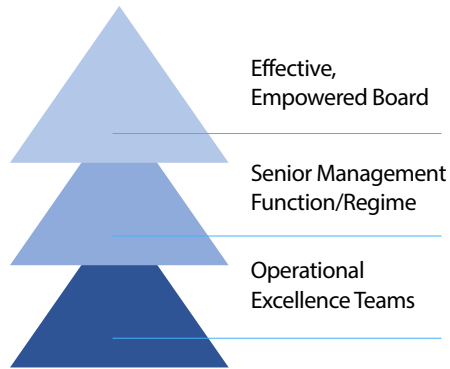 Effective,
Empowered Board
Senior Management
Function/Regime
Operational
Excellence Teams